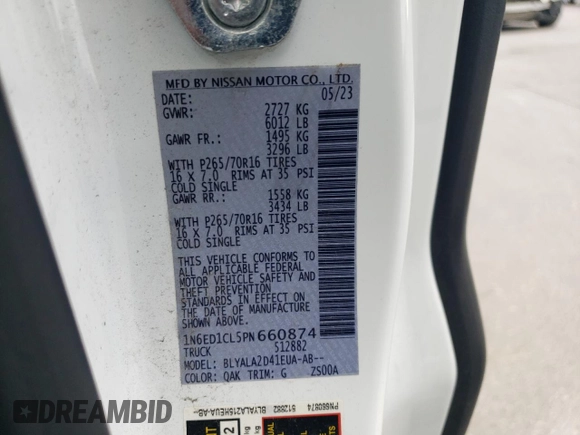 MFD BY NISSAN MOTOR CO., LTD.
DATE: 05/23
GVWR: 2727 KG
6012 LB
GAWR FR.: 1495 KG
3296 LB
WITH P265/70R16 TIRES
16 X 7.0 RIMS AT 35 PSI
COLD SINGLE
GAWR RR.: 1558 KG
3434 LB
WITH P265/70R16 TIRES
16 X 7.0 RIMS AT 35 PSI
COLD SINGLE
THIS VEHICLE CONFORMS TO
ALL APPLICABLE FEDERAL
MOTOR VEHICLE SAFETY AND
THEFT PREVENTION
STANDARDS IN EFFECT ON
THE DATE OF MANUFACTURE
SHOWN ABOVE.
1N6ED1CL5PN660874
TRUCK 512882
MODEL: BLYALA2D41EUA-AB--
COLOR: QAK TRIM: G ZS00A
PN660874 512882
DREAMBID